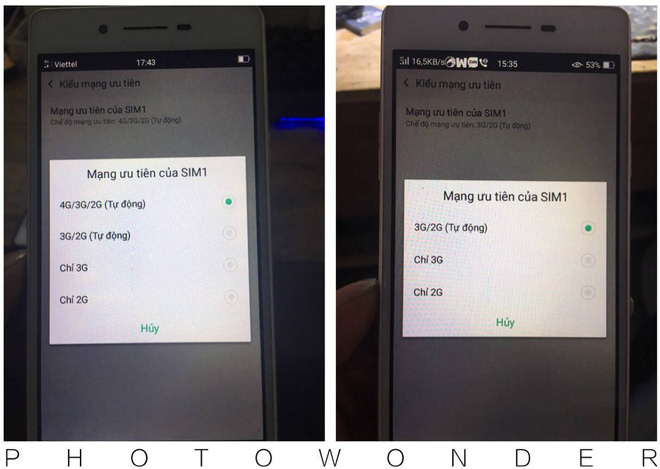 Viettel 17:43
Kiểu mạng ưu tiên
Mạng ưu tiên của SIM1
Chế độ mạng ưu tiên: 4G/3G/2G (Tự động)
Mạng ưu tiên của SIM1
4G/3G/2G (Tự động)
3G/2G (Tự động)
Chỉ 3G
Chỉ 2G
Hủy
16,5KB/s 15:35 53%
Kiểu mạng ưu tiên
Mạng ưu tiên của SIM1
Chế độ mạng ưu tiên: 3G/2G (Tự động)
Mạng ưu tiên của SIM1
3G/2G (Tự động)
Chỉ 3G
Chỉ 2G
Hủy
PHOTOWONDER